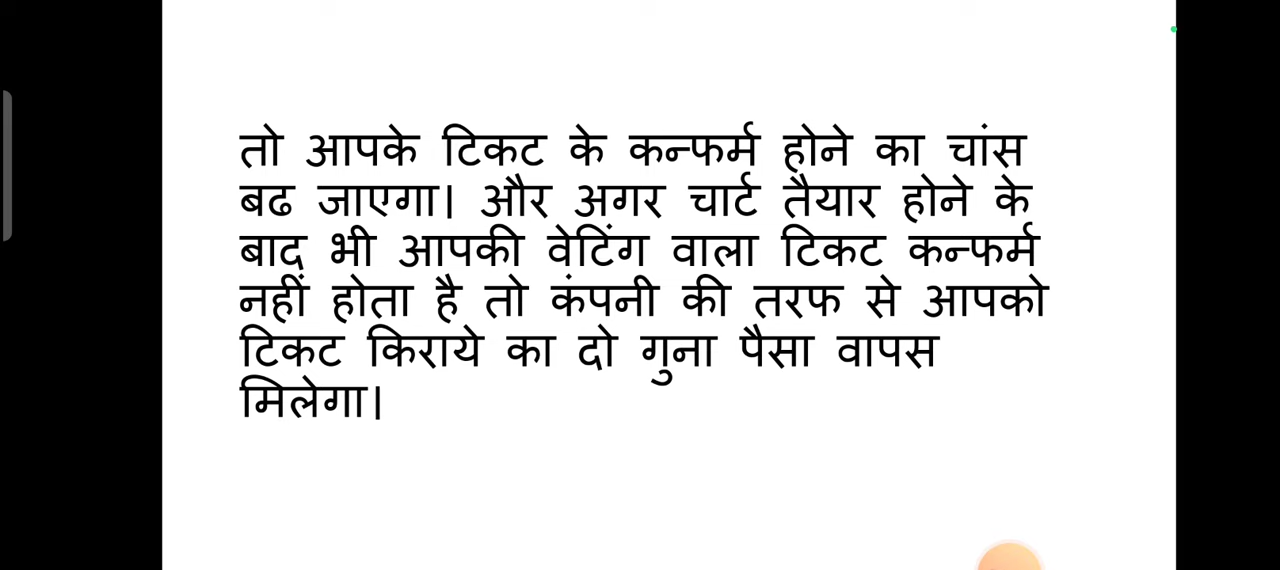 तो आपके टिकट के कन्फर्म होने का चांस
बढ जाएगा। और अगर चार्ट तैयार होने के
बाद भी आपकी वेटिंग वाला टिकट कन्फर्म
नहीं होता है तो कंपनी की तरफ से आपको
टिकट किराये का दो गुना पैसा वापस
मिलेगा।